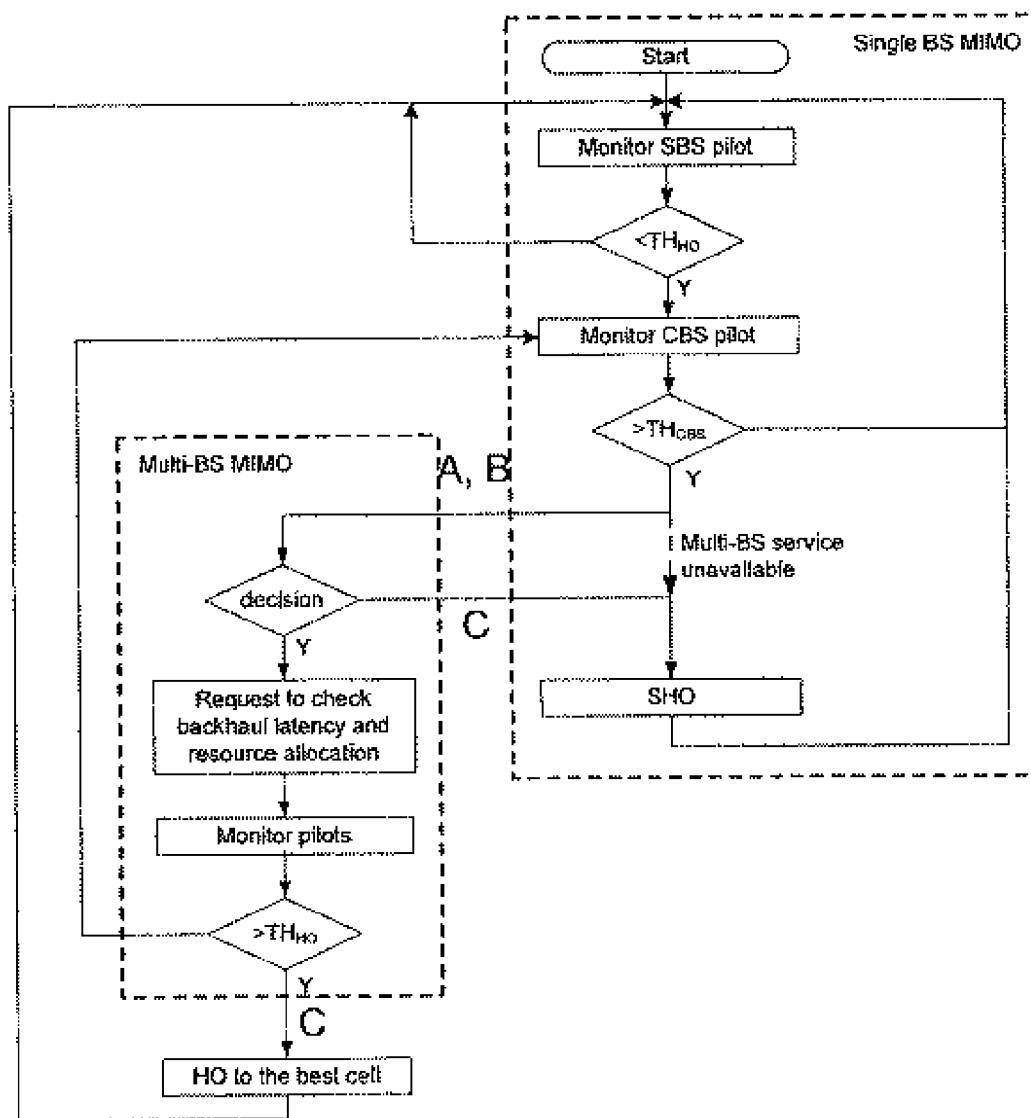 Single BS MIMO
Start
Monitor SBS pilot
<TH_HO
Y
Monitor CBS pilot
>TH_CBS
Y
Multi-BS MIMO
A, B
Multi-BS service
unavailable
decision
C
Y
Request to check
backhaul latency and
resource allocation
SHO
Monitor pilots
>TH_HO
Y
C
HO to the best cell